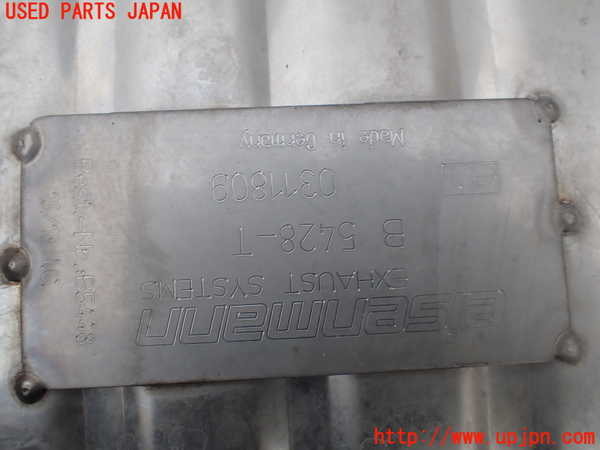 USED PARTS JAPAN
eisenmann
EXHAUST SYSTEMS
B 5428-T
0311809
Made in Germany
http://www.upjpn.com/